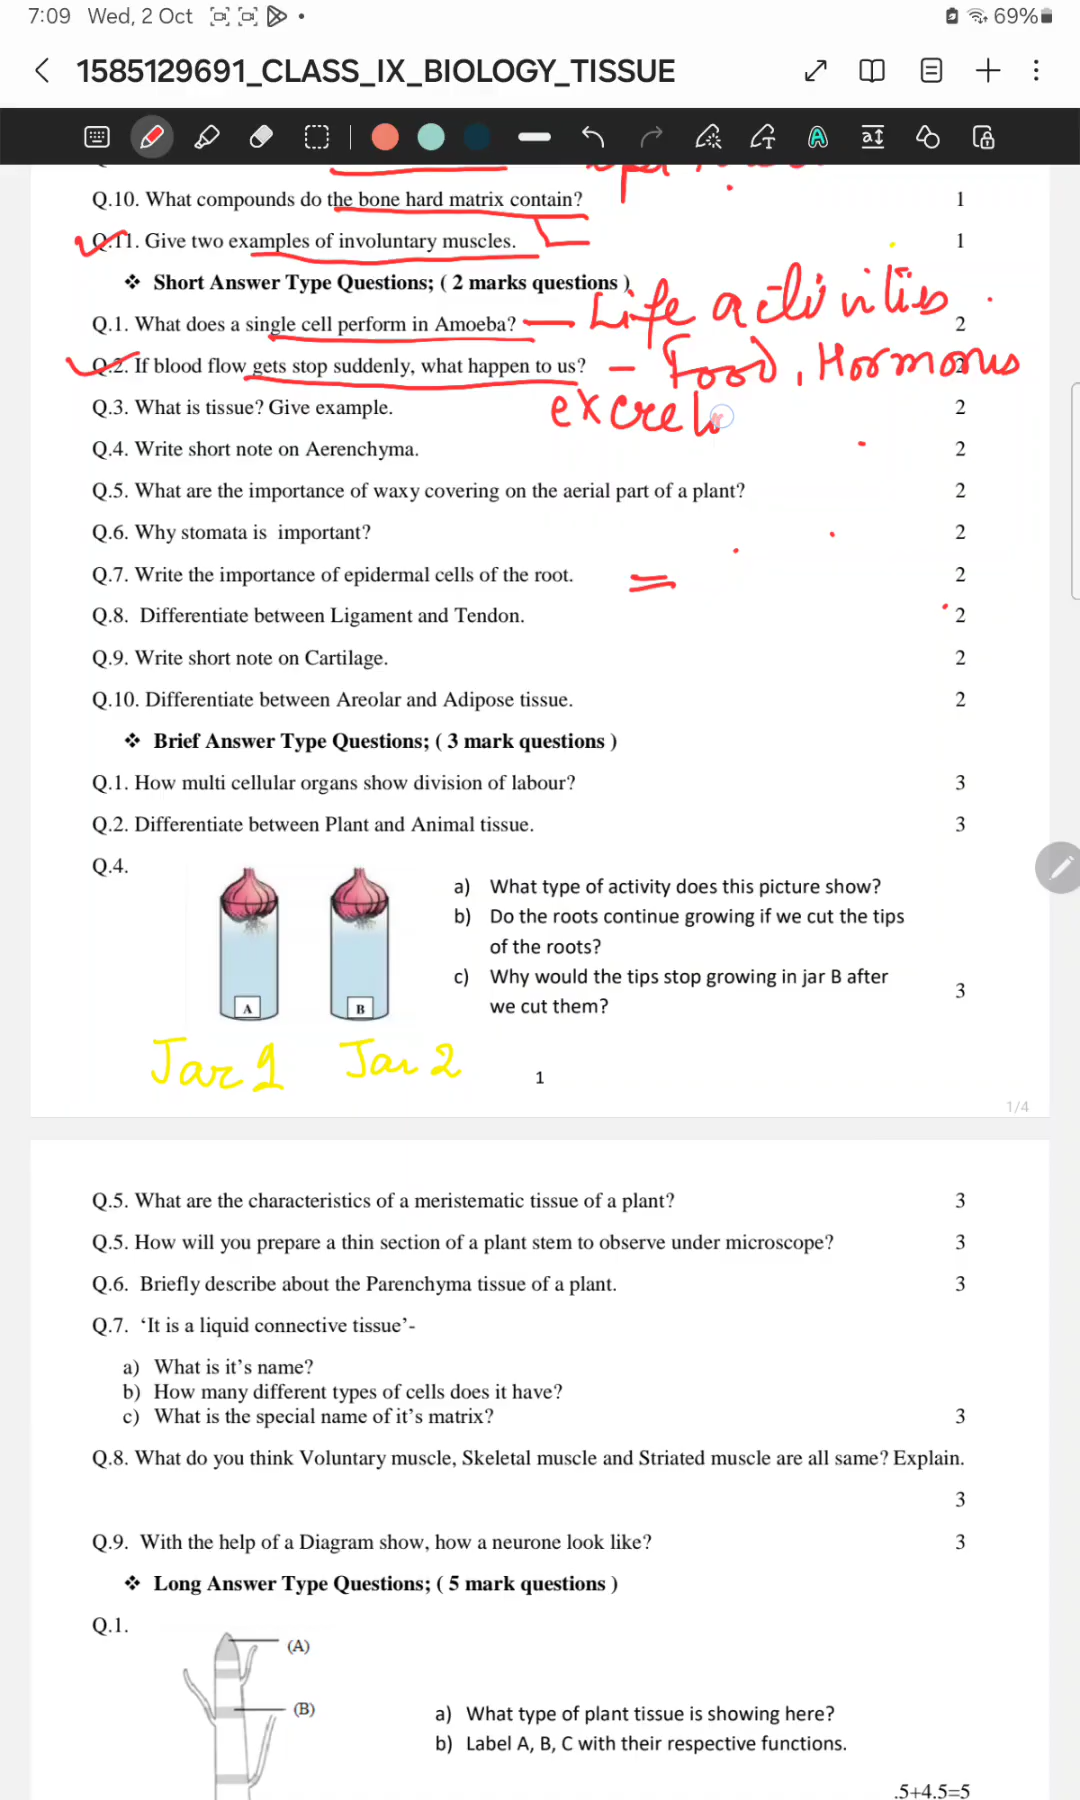 7:09 Wed, 2 Oct 69%
1585129691_CLASS_IX_BIOLOGY_TISSUE
Q.10. What compounds do the bone hard matrix contain? 1
Q.11. Give two examples of involuntary muscles. 1
❖ Short Answer Type Questions; ( 2 marks questions )
Q.1. What does a single cell perform in Amoeba? — Life activities 2
Q.2. If blood flow gets stop suddenly, what happen to us? – Food, Hormones 2
Q.3. What is tissue? Give example. 2
Q.4. Write short note on Aerenchyma. 2
Q.5. What are the importance of waxy covering on the aerial part of a plant? 2
Q.6. Why stomata is important? 2
Q.7. Write the importance of epidermal cells of the root. 2
Q.8. Differentiate between Ligament and Tendon. 2
Q.9. Write short note on Cartilage. 2
Q.10. Differentiate between Areolar and Adipose tissue. 2
❖ Brief Answer Type Questions; ( 3 mark questions )
Q.1. How multi cellular organs show division of labour? 3
Q.2. Differentiate between Plant and Animal tissue. 3
Q.4.
a) What type of activity does this picture show?
b) Do the roots continue growing if we cut the tips
of the roots?
c) Why would the tips stop growing in jar B after
we cut them? 3
A B
Jar 1 Jar 2
1
1/4
Q.5. What are the characteristics of a meristematic tissue of a plant? 3
Q.5. How will you prepare a thin section of a plant stem to observe under microscope? 3
Q.6. Briefly describe about the Parenchyma tissue of a plant. 3
Q.7. ‘It is a liquid connective tissue’-
a) What is it’s name?
b) How many different types of cells does it have?
c) What is the special name of it’s matrix? 3
Q.8. What do you think Voluntary muscle, Skeletal muscle and Striated muscle are all same? Explain.
3
Q.9. With the help of a Diagram show, how a neurone look like? 3
❖ Long Answer Type Questions; ( 5 mark questions )
Q.1.
(A)
(B)
a) What type of plant tissue is showing here?
b) Label A, B, C with their respective functions.
.5+4.5=5